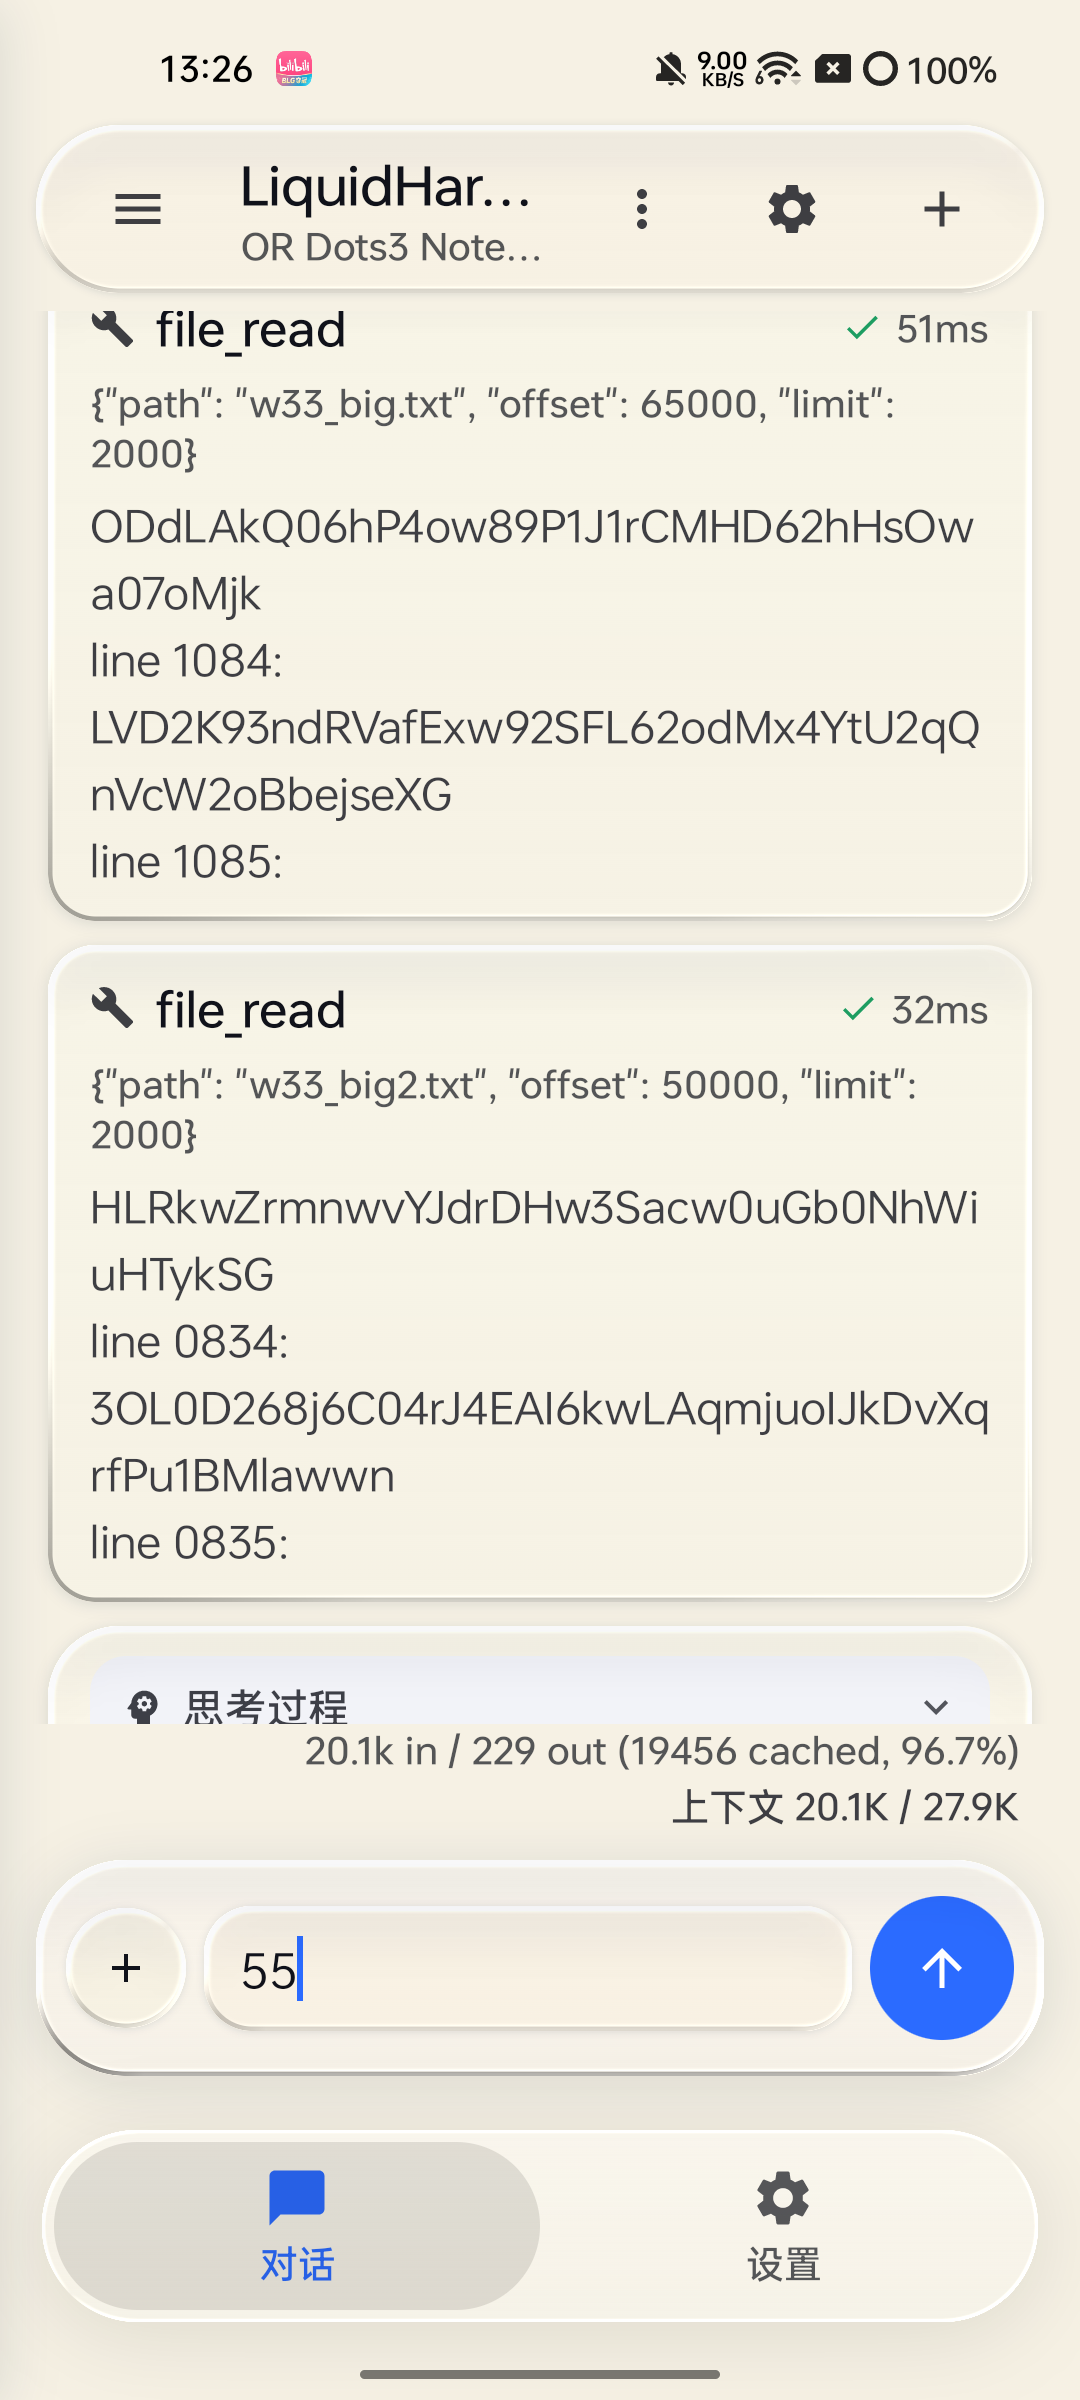 13:26
bilibili
9.00
KB/S
6
100%
LiquidHar...
OR Dots3 Note...
file_read
51ms
{"path": "w33_big.txt", "offset": 65000, "limit":
2000}
ODdLAkQ06hP4ow89P1J1rCMHD62hHsOw
a07oMjk
line 1084:
LVD2K93ndRVafExw92SFL62odMx4YtU2qQ
nVcW2oBbejseXG
line 1085:
file_read
32ms
{"path": "w33_big2.txt", "offset": 50000, "limit":
2000}
HLRkwZrmnwvYJdrDHw3Sacw0uGb0NhWi
uHTykSG
line 0834:
3OL0D268j6C04rJ4EAI6kwLAqmjuoIJkDvXq
rfPu1BMlawwn
line 0835:
思考过程
20.1k in / 229 out (19456 cached, 96.7%)
上下文 20.1K / 27.9K
55
对话
设置